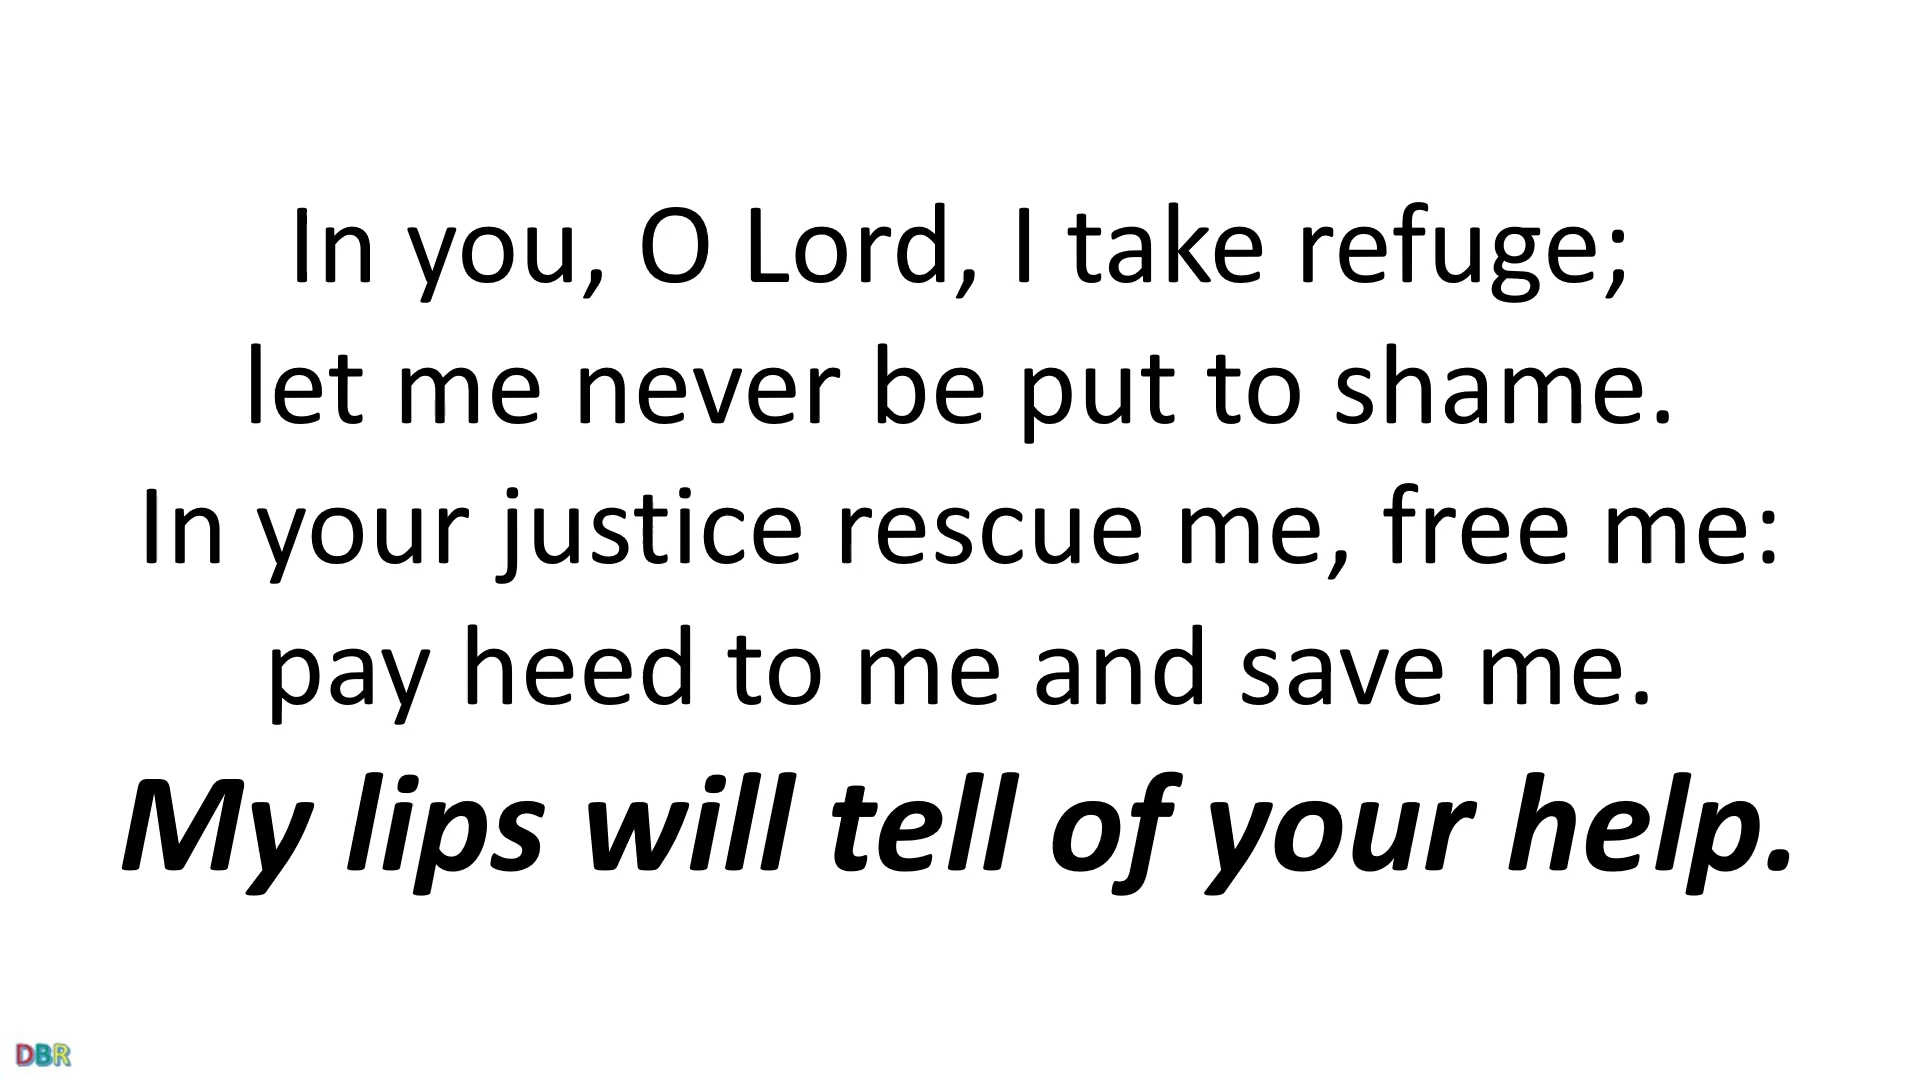 In you, O Lord, I take refuge;
let me never be put to shame.
In your justice rescue me, free me:
pay heed to me and save me.
My lips will tell of your help.
DBR